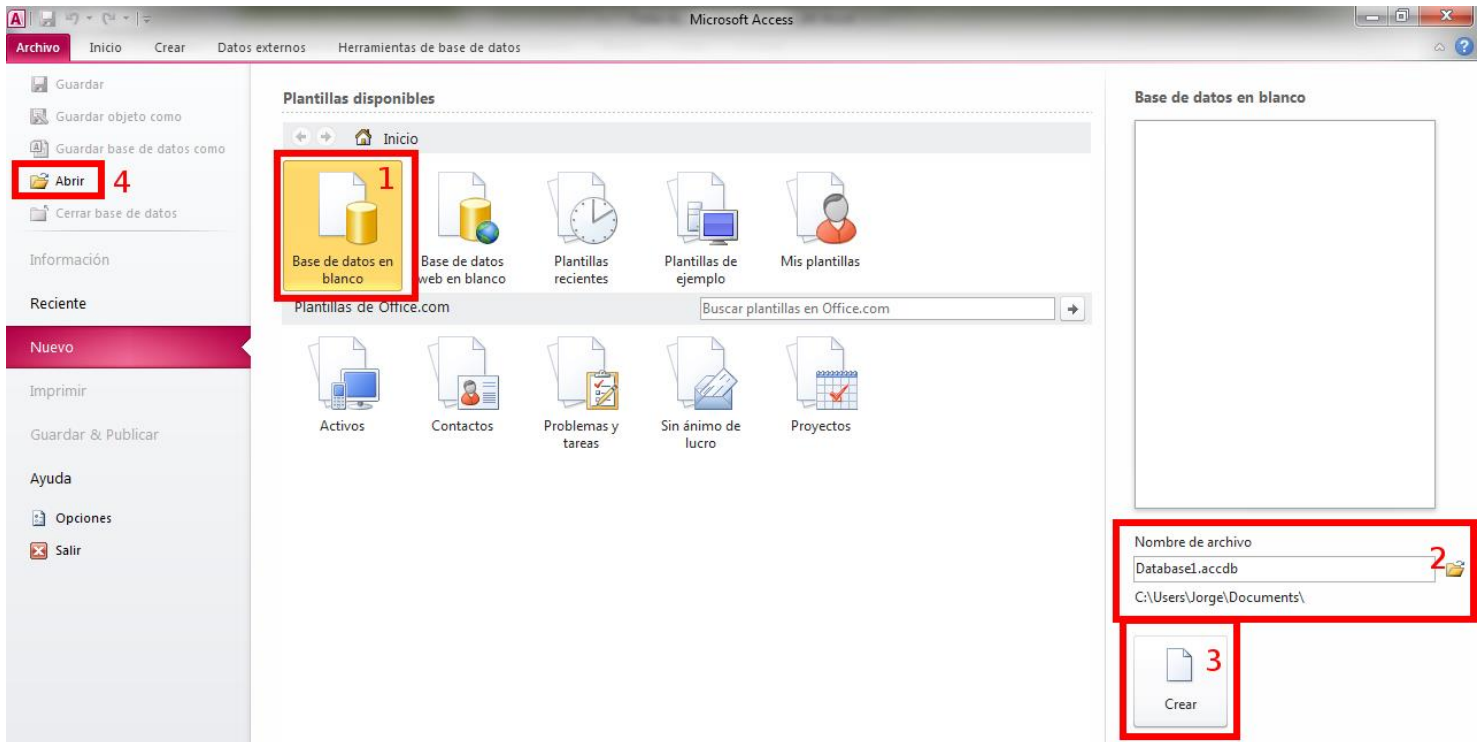 Microsoft Access
Archivo Inicio Crear Datos externos Herramientas de base de datos
Guardar
Guardar objeto como
Guardar base de datos como
Abrir 4
Cerrar base de datos
Información
Reciente
Nuevo
Imprimir
Guardar & Publicar
Ayuda
Opciones
Salir
Plantillas disponibles
Inicio
1
Base de datos en
blanco
Base de datos
web en blanco
Plantillas
recientes
Plantillas de
ejemplo
Mis plantillas
Plantillas de Office.com
Buscar plantillas en Office.com
Activos
Contactos
Problemas y
tareas
Sin ánimo de
lucro
Proyectos
Base de datos en blanco
Nombre de archivo
Database1.accdb 2
C:\Users\Jorge\Documents\
3
Crear